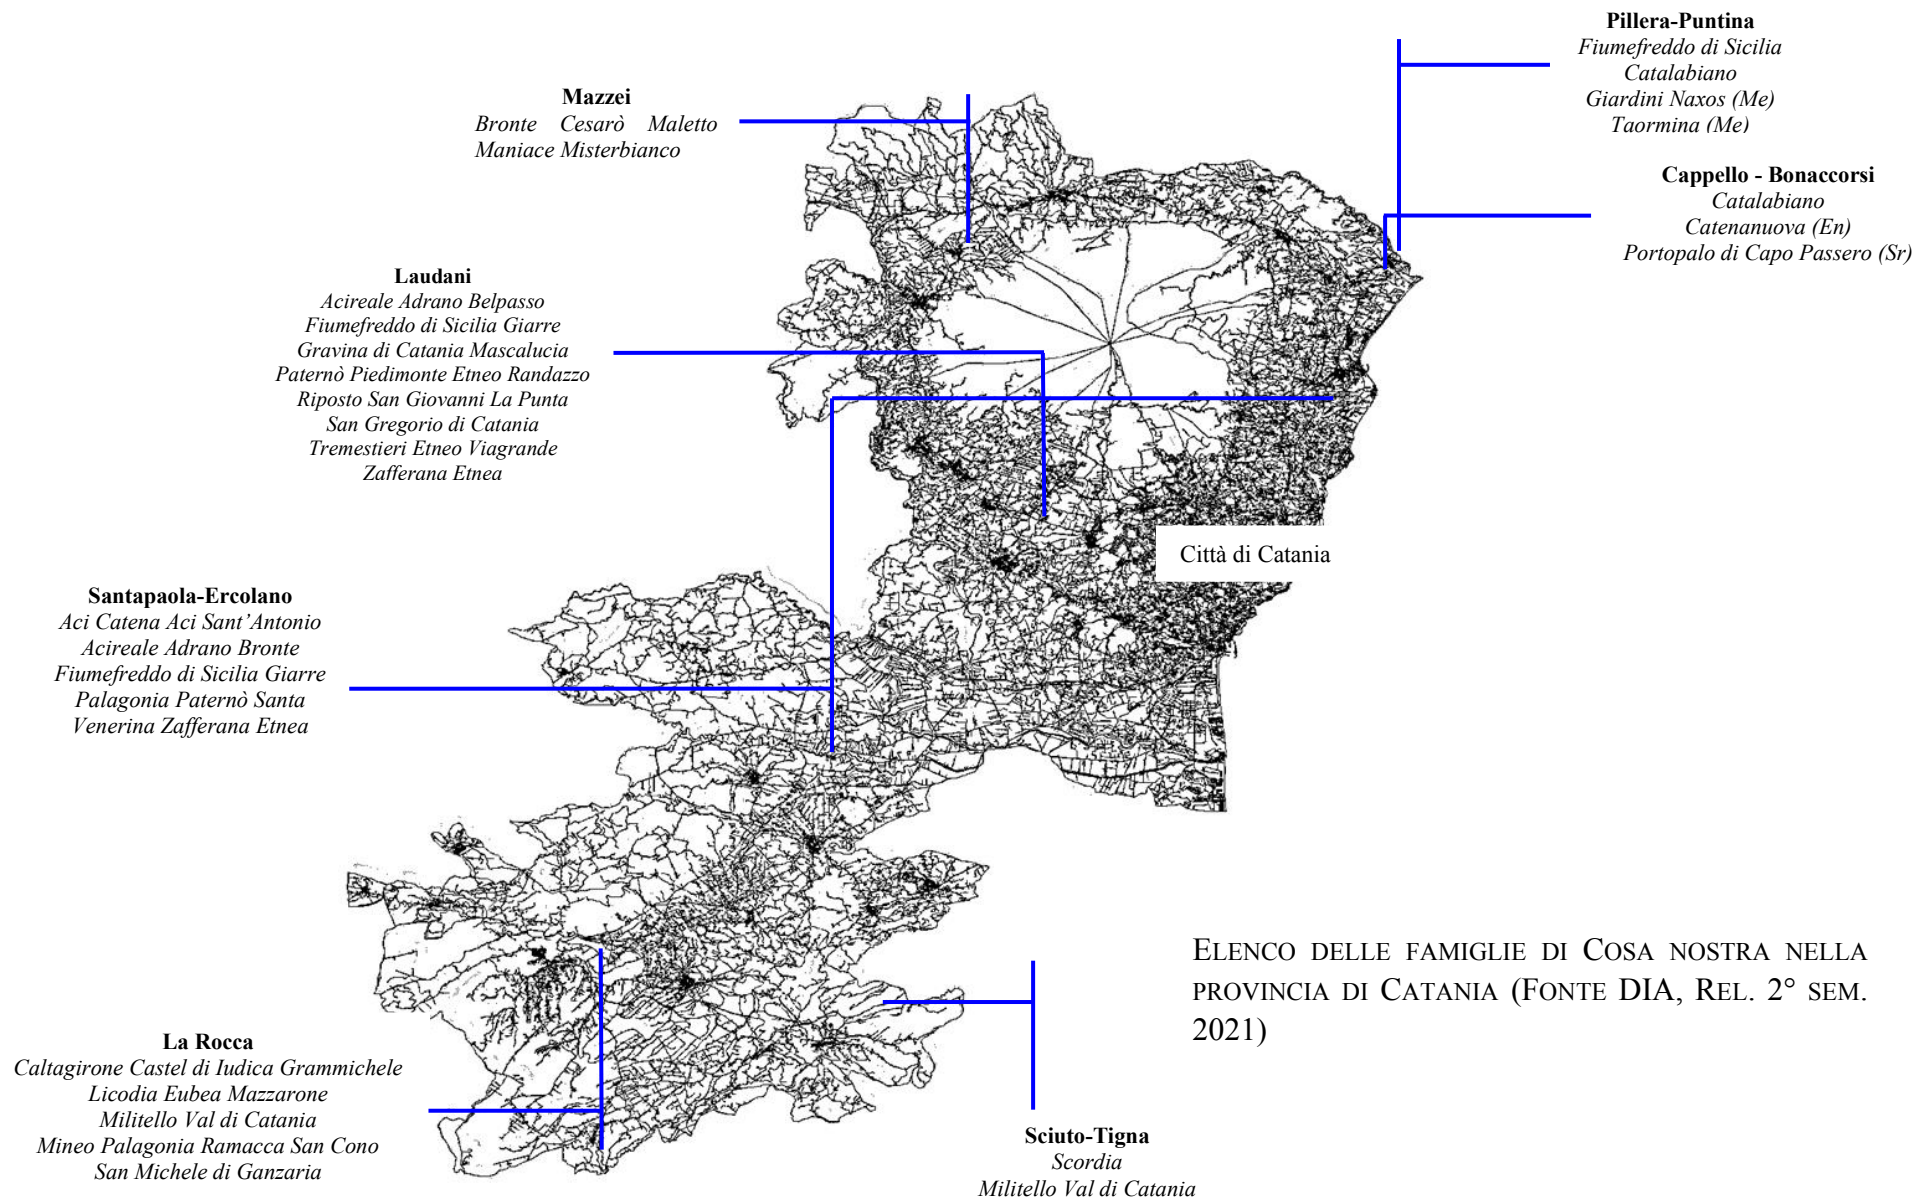 Pillera-Puntina
Fiumefreddo di Sicilia
Catalabiano
Giardini Naxos (Me)
Taormina (Me)
Mazzei
Bronte Cesarò Maletto
Maniace Misterbianco
Cappello - Bonaccorsi
Catalabiano
Catenanuova (En)
Portopalo di Capo Passero (Sr)
Laudani
Acireale Adrano Belpasso
Fiumefreddo di Sicilia Giarre
Gravina di Catania Mascalucia
Paternò Piedimonte Etneo Randazzo
Riposto San Giovanni La Punta
San Gregorio di Catania
Tremestieri Etneo Viagrande
Zafferana Etnea
Città di Catania
Santapaola-Ercolano
Aci Catena Aci Sant'Antonio
Acireale Adrano Bronte
Fiumefreddo di Sicilia Giarre
Palagonia Paternò Santa
Venerina Zafferana Etnea
ELENCO DELLE FAMIGLIE DI COSA NOSTRA NELLA
PROVINCIA DI CATANIA (FONTE DIA, REL. 2° SEM.
2021)
La Rocca
Caltagirone Castel di Iudica Grammichele
Licodia Eubea Mazzarone
Militello Val di Catania
Mineo Palagonia Ramacca San Cono
San Michele di Ganzaria
Sciuto-Tigna
Scordia
Militello Val di Catania